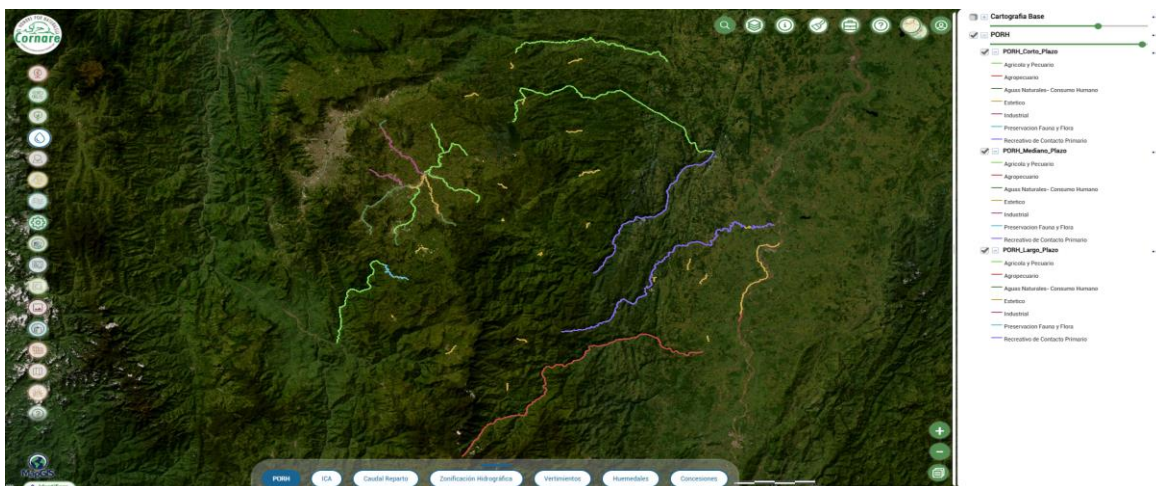 Cornare
Cartografia Base
PORH
PORH_Corto_Plazo
Agricola y Pecuario
Agropecuario
Aguas Naturales- Consumo Humano
Estetico
Industrial
Preservacion Fauna y Flora
Recreativo de Contacto Primario
PORH_Mediano_Plazo
Agricola y Pecuario
Agropecuario
Aguas Naturales- Consumo Humano
Estetico
Industrial
Preservacion Fauna y Flora
Recreativo de Contacto Primario
PORH_Largo_Plazo
Agricola y Pecuario
Agropecuario
Aguas Naturales- Consumo Humano
Estetico
Industrial
Preservacion Fauna y Flora
Recreativo de Contacto Primario
MapGIS
PORH
ICA
Caudal Reparto
Zonificación Hidrográfica
Vertimientos
Humedales
Concesiones